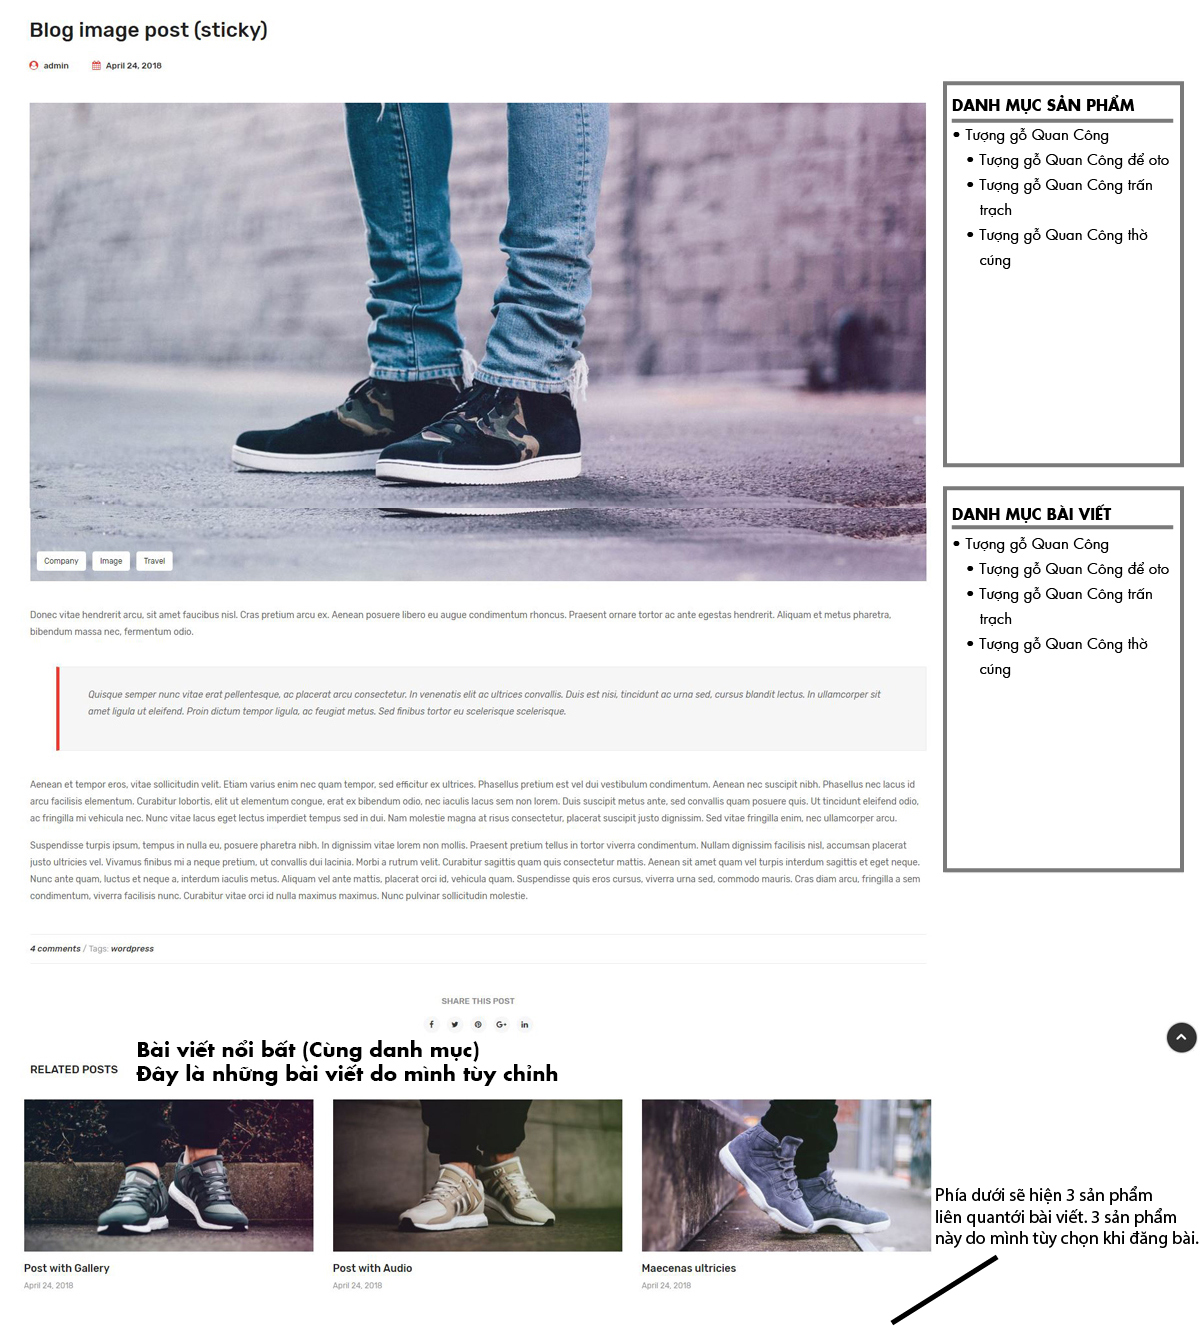 Blog image post (sticky)
admin April 24, 2018
DANH MỤC SẢN PHẨM
• Tượng gỗ Quan Công
• Tượng gỗ Quan Công để oto
• Tượng gỗ Quan Công trấn
trạch
• Tượng gỗ Quan Công thờ
cúng
Company Image Travel
DANH MỤC BÀI VIẾT
• Tượng gỗ Quan Công
• Tượng gỗ Quan Công để oto
• Tượng gỗ Quan Công trấn
trạch
• Tượng gỗ Quan Công thờ
cúng
Donec vitae hendrerit arcu, sit amet faucibus nisl. Cras pretium arcu ex. Aenean posuere libero eu augue condimentum rhoncus. Praesent ornare tortor ac ante egestas hendrerit. Aliquam et metus pharetra,
bibendum massa nec, fermentum odio.
Quisque semper nunc vitae erat pellentesque, ac placerat arcu consectetur. In venenatis elit ac ultrices convallis. Duis est nisi, tincidunt ac urna sed, cursus blandit lectus. In ullamcorper sit
amet ligula ut eleifend. Proin dictum tempor ligula, ac feugiat metus. Sed finibus tortor eu scelerisque scelerisque.
Aenean et tempor eros, vitae sollicitudin velit. Etiam varius enim nec quam tempor, sed efficitur ex ultrices. Phasellus pretium est vel dui vestibulum condimentum. Aenean nec suscipit nibh. Phasellus nec lacus id
arcu facilisis elementum. Curabitur lobortis, elit ut elementum congue, erat ex bibendum odio, nec iaculis lacus sem non lorem. Duis suscipit metus ante, sed convallis quam posuere quis. Ut tincidunt eleifend odio,
ac fringilla mi vehicula nec. Nunc vitae lacus eget lectus imperdiet tempus sed in dui. Nam molestie magna at risus consectetur, placerat suscipit justo dignissim. Sed vitae fringilla enim, nec ullamcorper arcu.
Suspendisse turpis ipsum, tempus in nulla eu, posuere pharetra nibh. In dignissim vitae lorem non mollis. Praesent pretium tellus in tortor viverra condimentum. Nullam dignissim facilisis nisl, accumsan placerat
justo ultricies vel. Vivamus finibus mi a neque pretium, ut convallis dui lacinia. Morbi a rutrum velit. Curabitur sagittis quam quis consectetur mattis. Aenean sit amet quam vel turpis interdum sagittis et eget neque.
Nunc ante quam, luctus et neque a, interdum iaculis metus. Aliquam vel ante mattis, placerat orci id, vehicula quam. Suspendisse quis eros cursus, viverra urna sed, commodo mauris. Cras diam arcu, fringilla a sem
condimentum, viverra facilisis nunc. Curabitur vitae orci id nulla maximus maximus. Nunc pulvinar sollicitudin molestie.
4 comments / Tags: wordpress
SHARE THIS POST
Bài viết nổi bất (Cùng danh mục)
RELATED POSTS Đây là những bài viết do mình tùy chỉnh
Phía dưới sẽ hiện 3 sản phẩm
liên quantới bài viết. 3 sản phẩm
này do mình tùy chọn khi đăng bài.
Post with Gallery Post with Audio Maecenas ultricies
April 24, 2018 April 24, 2018 April 24, 2018